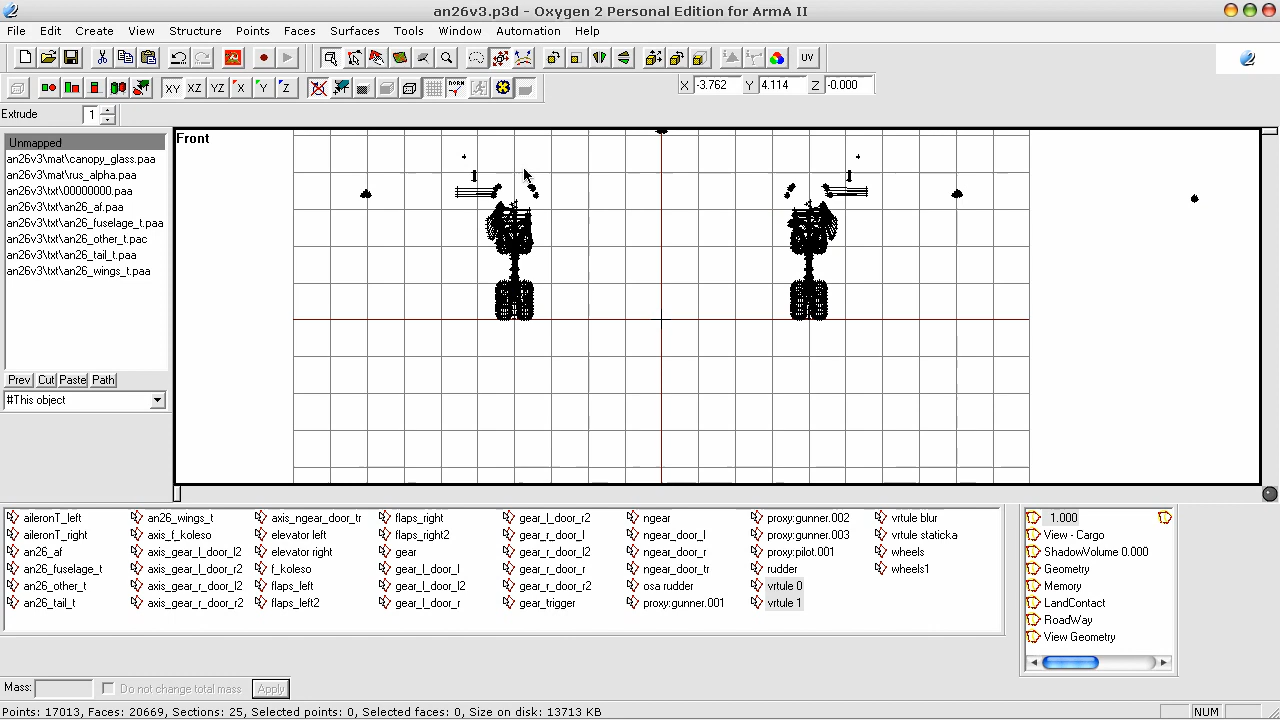 an26v3.p3d - Oxygen 2 Personal Edition for ArmA II
File Edit Create View Structure Points Faces Surfaces Tools Window Automation Help
UV
XY XZ YZ X Y Z NORM X -3.762 Y 4.114 Z -0.000
Extrude 1
Unmapped
an26v3\mat\canopy_glass.paa
an26v3\mat\rus_alpha.paa
an26v3\txt\00000000.paa
an26v3\txt\an26_af.paa
an26v3\txt\an26_fuselage_t.paa
an26v3\txt\an26_other_t.pac
an26v3\txt\an26_tail_t.paa
an26v3\txt\an26_wings_t.paa
Prev Cut Paste Path
#This object
Front
aileronT_left an26_wings_t axis_ngear_door_tr flaps_right gear_l_door_r2 ngear proxy:gunner.002 vrtule blur
aileronT_right axis_f_koleso elevator left flaps_right2 gear_r_door_l ngear_door_l proxy:gunner.003 vrtule staticka
an26_af axis_gear_l_door_l2 elevator right gear gear_r_door_l2 ngear_door_r proxy:pilot.001 wheels
an26_fuselage_t axis_gear_l_door_r2 f_koleso gear_l_door_l gear_r_door_r ngear_door_tr rudder wheels1
an26_other_t axis_gear_r_door_l2 flaps_left gear_l_door_l2 gear_r_door_r2 osa rudder vrtule 0
an26_tail_t axis_gear_r_door_r2 flaps_left2 gear_l_door_r gear_trigger proxy:gunner.001 vrtule 1
1.000
View - Cargo
ShadowVolume 0.000
Geometry
Memory
LandContact
RoadWay
View Geometry
Mass: Do not change total mass Apply
Points: 17013, Faces: 20669, Sections: 25, Selected points: 0, Selected faces: 0, Size on disk: 13713 KB NUM